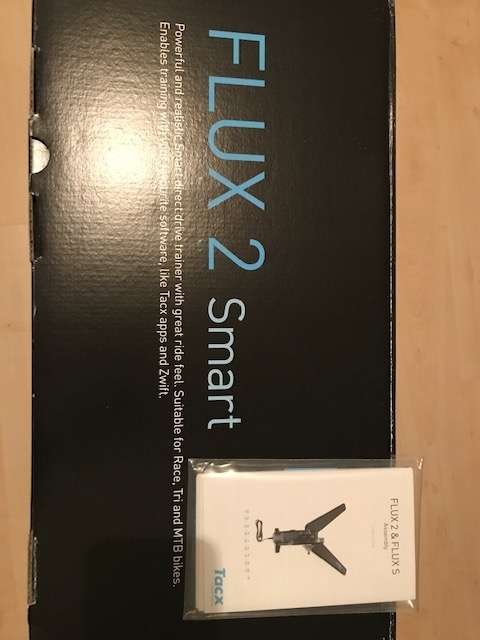 FLUX 2 Smart
Powerful and realistic Smart direct drive trainer with great ride feel. Suitable for Race, Tri and MTB bikes.
Enables training with software, like Tacx apps and Zwift.
FLUX 2 & FLUX S
Assembly
Tacx